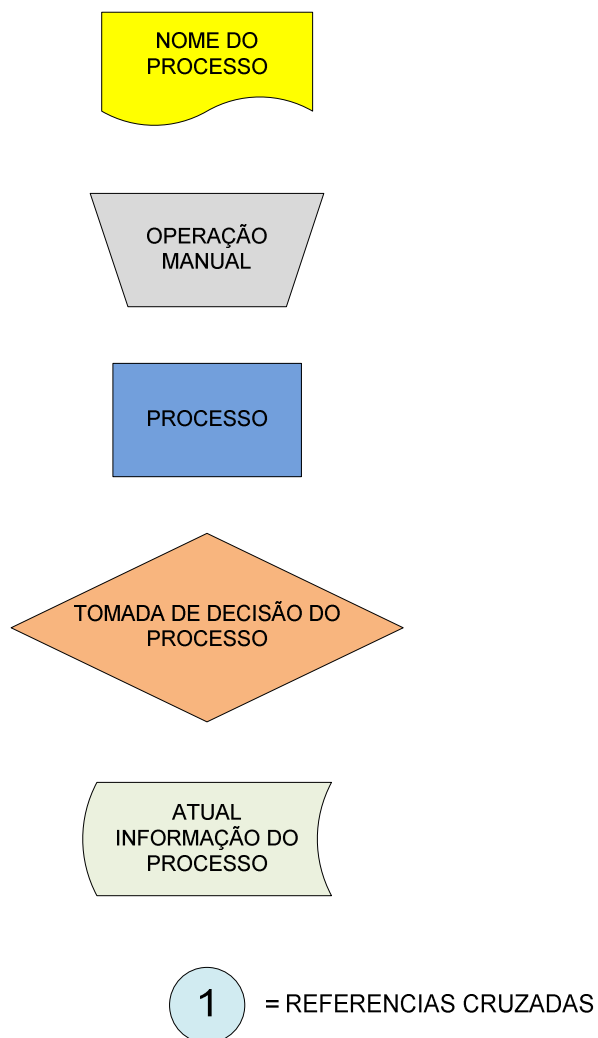 NOME DO
PROCESSO
OPERAÇÃO
MANUAL
PROCESSO
TOMADA DE DECISÃO DO
PROCESSO
ATUAL
INFORMAÇÃO DO
PROCESSO
1 = REFERENCIAS CRUZADAS